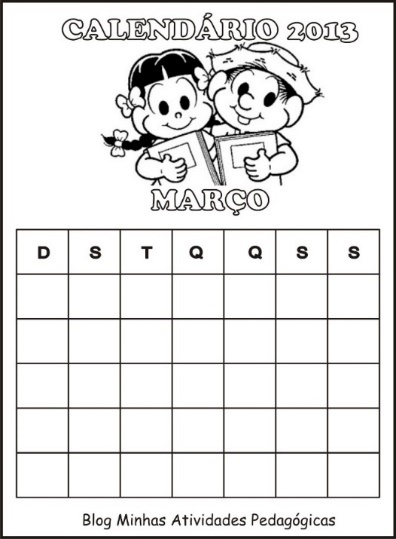 CALENDÁRIO 2013
MARÇO
D S T Q Q S S
Blog Minhas Atividades Pedagógicas